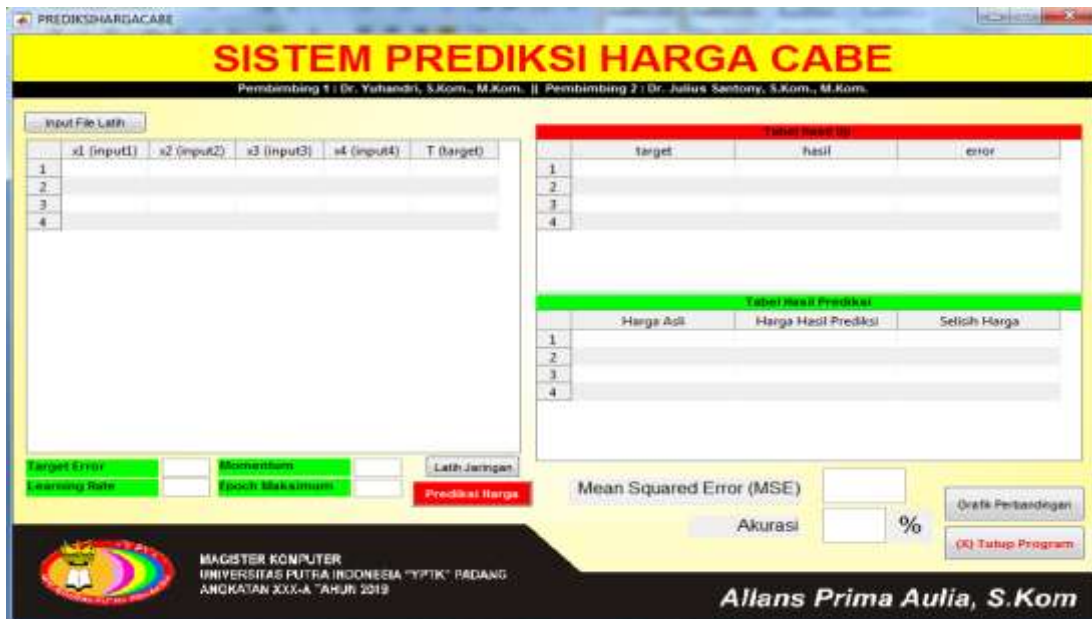 PREDIKSIHARGACABE
SISTEM PREDIKSI HARGA CABE
Pembimbing 1 : Dr. Yuhandri, S.Kom., M.Kom. || Pembimbing 2 : Dr. Julius Santony, S.Kom., M.Kom.
Input File Latih
x1 (input1) x2 (input2) x3 (input3) x4 (input4) T (target)
1
2
3
4
Tabel Hasil Uji
target hasil error
1
2
3
4
Tabel Hasil Prediksi
Harga Asli Harga Hasil Prediksi Selisih Harga
1
2
3
4
Target Error
Momentum
Latih Jaringan
Learning Rate
Epoch Maksimum
Prediksi Harga
Mean Squared Error (MSE)
Akurasi %
Grafik Perbandingan
(X) Tutup Program
MAGISTER KOMPUTER
UNIVERSITAS PUTRA INDONESIA "YPTK" PADANG
ANGKATAN XXX-A TAHUN 2019
Allans Prima Aulia, S.Kom